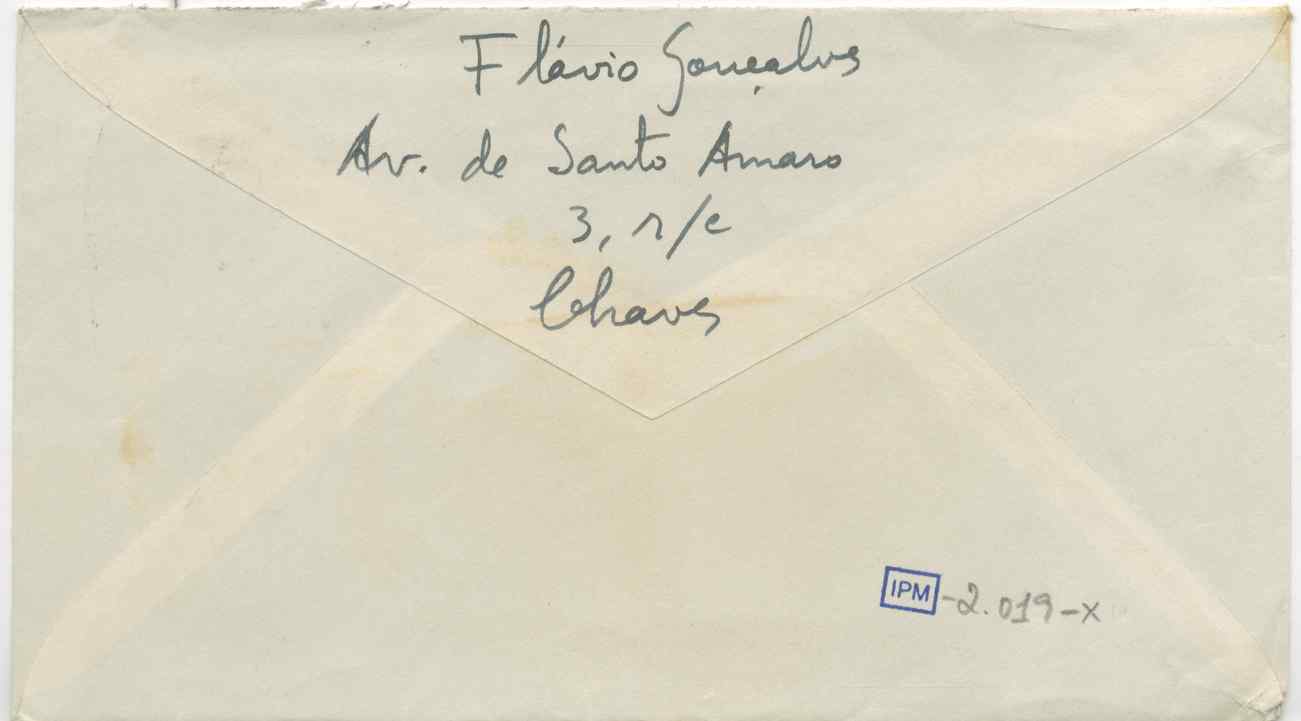 Flávio Gonçalves
Av. de Santo Amaro
3, r/c
Chaves
IPM -2.019-X